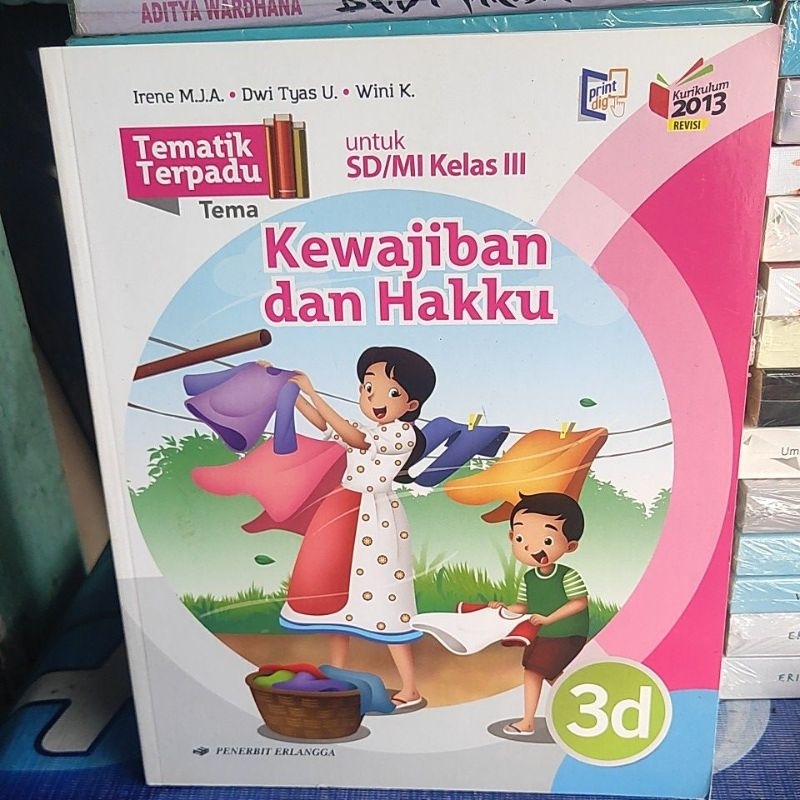 ADITYA WARDHANA
Irene M.J.A. • Dwi Tyas U. • Wini K.
print
dig
Kurikulum
2013
REVISI
Tematik
Terpadu
Tema
untuk
SD/MI Kelas III
Kewajiban
dan Hakku
3d
PENERBIT ERLANGGA